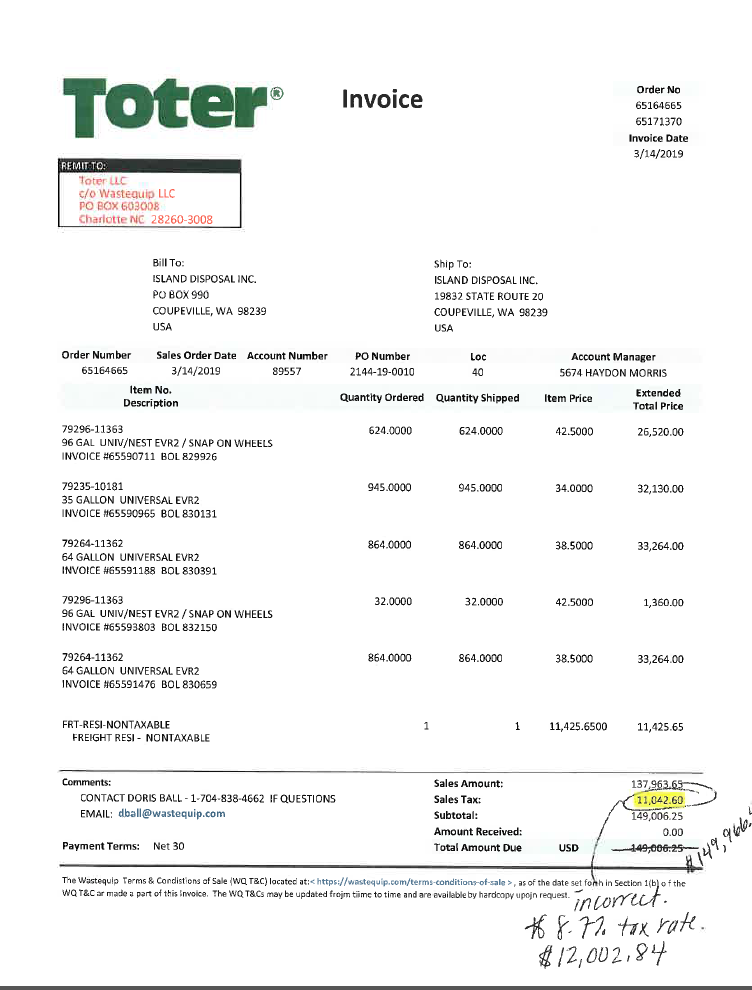 Toter®
Invoice
Order No
65164665
65171370
Invoice Date
3/14/2019
REMIT TO:
Toter LLC
c/o Wastequip LLC
PO BOX 603008
Charlotte NC 28260-3008
Bill To:
ISLAND DISPOSAL INC.
PO BOX 990
COUPEVILLE, WA 98239
USA
Ship To:
ISLAND DISPOSAL INC.
19832 STATE ROUTE 20
COUPEVILLE, WA 98239
USA
Order Number Sales Order Date Account Number PO Number Loc Account Manager
65164665 3/14/2019 89557 2144-19-0010 40 5674 HAYDON MORRIS
Item No. Description Quantity Ordered Quantity Shipped Item Price Extended Total Price
79296-11363 624.0000 624.0000 42.5000 26,520.00
96 GAL UNIV/NEST EVR2 / SNAP ON WHEELS
INVOICE #65590711 BOL 829926
79235-10181 945.0000 945.0000 34.0000 32,130.00
35 GALLON UNIVERSAL EVR2
INVOICE #65590965 BOL 830131
79264-11362 864.0000 864.0000 38.5000 33,264.00
64 GALLON UNIVERSAL EVR2
INVOICE #65591188 BOL 830391
79296-11363 32.0000 32.0000 42.5000 1,360.00
96 GAL UNIV/NEST EVR2 / SNAP ON WHEELS
INVOICE #65593803 BOL 832150
79264-11362 864.0000 864.0000 38.5000 33,264.00
64 GALLON UNIVERSAL EVR2
INVOICE #65591476 BOL 830659
FRT-RESI-NONTAXABLE 1 1 11,425.6500 11,425.65
FREIGHT RESI - NONTAXABLE
Comments:
CONTACT DORIS BALL - 1-704-838-4662 IF QUESTIONS
EMAIL: dball@wastequip.com
Payment Terms: Net 30
Sales Amount: 137,963.65
Sales Tax: 11,042.60
Subtotal: 149,006.25
Amount Received: 0.00
Total Amount Due USD 149,006.25
$149,966.
The Wastequip Terms & Condistions of Sale (WQ T&C) located at:< https://wastequip.com/terms-conditions-of-sale > , as of the date set forth in Section 1(b) of the
WQ T&C ar made a part of this invoice. The WQ T&Cs may be updated frojm tiime to time and are available by hardcopy upojn request.
incorrect.
8.7% tax rate.
$12,002.84